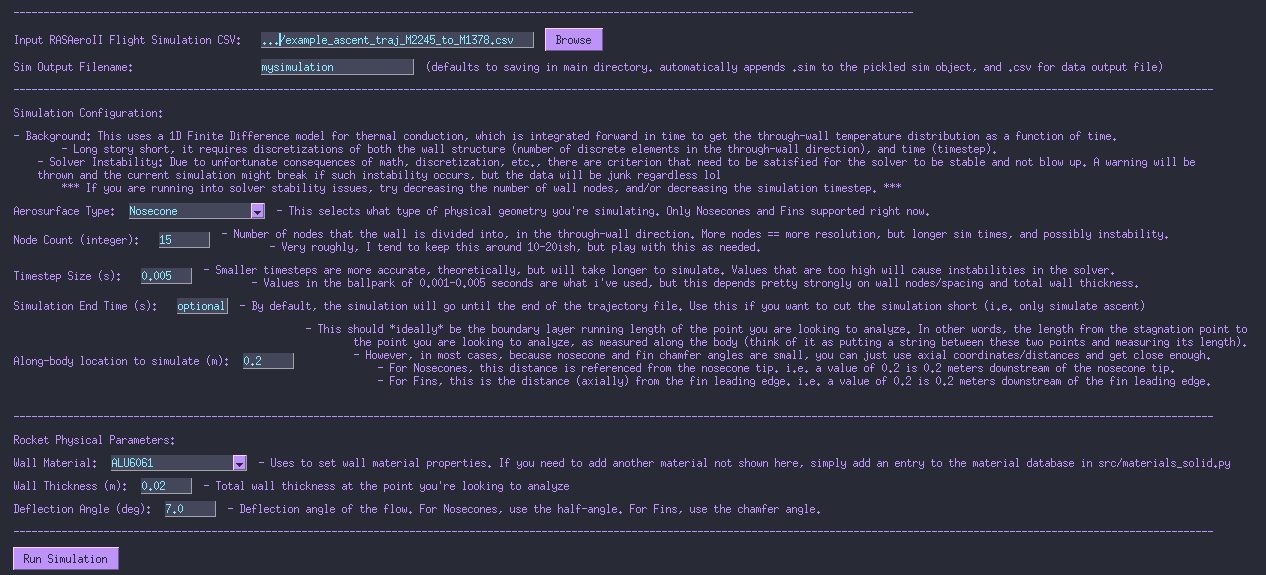 Input RASAeroII Flight Simulation CSV: .../example_ascent_traj_M2245_to_M1378.csv Browse
Sim Output Filename: mysimulation (defaults to saving in main directory. automatically appends .sim to the pickled sim object, and .csv for data output file)
Simulation Configuration:
- Background: This uses a 1D Finite Difference model for thermal conduction, which is integrated forward in time to get the through-wall temperature distribution as a function of time.
- Long story short, it requires discretizations of both the wall structure (number of discrete elements in the through-wall direction), and time (timestep).
- Solver Instability: Due to unfortunate consequences of math, discretization, etc., there are criterion that need to be satisfied for the solver to be stable and not blow up. A warning will be
thrown and the current simulation might break if such instability occurs, but the data will be junk regardless lol
*** If you are running into solver stability issues, try decreasing the number of wall nodes, and/or decreasing the simulation timestep. ***
Aerosurface Type: Nosecone - This selects what type of physical geometry you're simulating. Only Nosecones and Fins supported right now.
Node Count (integer): 15 - Number of nodes that the wall is divided into, in the through-wall direction. More nodes == more resolution, but longer sim times, and possibly instability.
- Very roughly, I tend to keep this around 10-20ish, but play with this as needed.
Timestep Size (s): 0.005 - Smaller timesteps are more accurate, theoretically, but will take longer to simulate. Values that are too high will cause instabilities in the solver.
- Values in the ballpark of 0.001-0.005 seconds are what i've used, but this depends pretty strongly on wall nodes/spacing and total wall thickness.
Simulation End Time (s): optional - By default, the simulation will go until the end of the trajectory file. Use this if you want to cut the simulation short (i.e. only simulate ascent)
- This should *ideally* be the boundary layer running length of the point you are looking to analyze. In other words, the length from the stagnation point to
the point you are looking to analyze, as measured along the body (think of it as putting a string between these two points and measuring its length).
Along-body location to simulate (m): 0.2 - However, in most cases, because nosecone and fin chamfer angles are small, you can just use axial coordinates/distances and get close enough.
- For Nosecones, this distance is referenced from the nosecone tip. i.e. a value of 0.2 is 0.2 meters downstream of the nosecone tip.
- For Fins, this is the distance (axially) from the fin leading edge. i.e. a value of 0.2 is 0.2 meters downstream of the fin leading edge.
Rocket Physical Parameters:
Wall Material: ALU6061 - Uses to set wall material properties. If you need to add another material not shown here, simply add an entry to the material database in src/materials_solid.py
Wall Thickness (m): 0.02 - Total wall thickness at the point you're looking to analyze
Deflection Angle (deg): 7.0 - Deflection angle of the flow. For Nosecones, use the half-angle. For Fins, use the chamfer angle.
Run Simulation